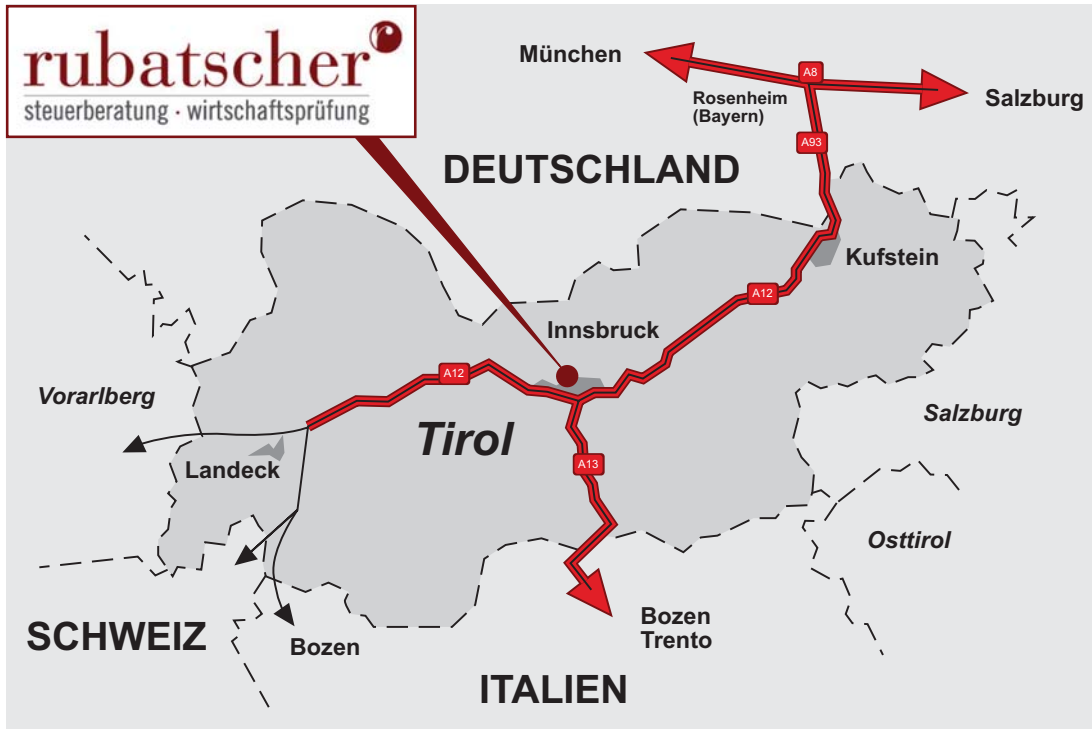 rubatscher
steuerberatung · wirtschaftsprüfung
München
A8
Rosenheim
(Bayern)
Salzburg
A93
DEUTSCHLAND
Kufstein
A12
Innsbruck
A12
Vorarlberg
Tirol
Salzburg
Landeck
A13
Osttirol
SCHWEIZ
Bozen
Bozen
Trento
ITALIEN